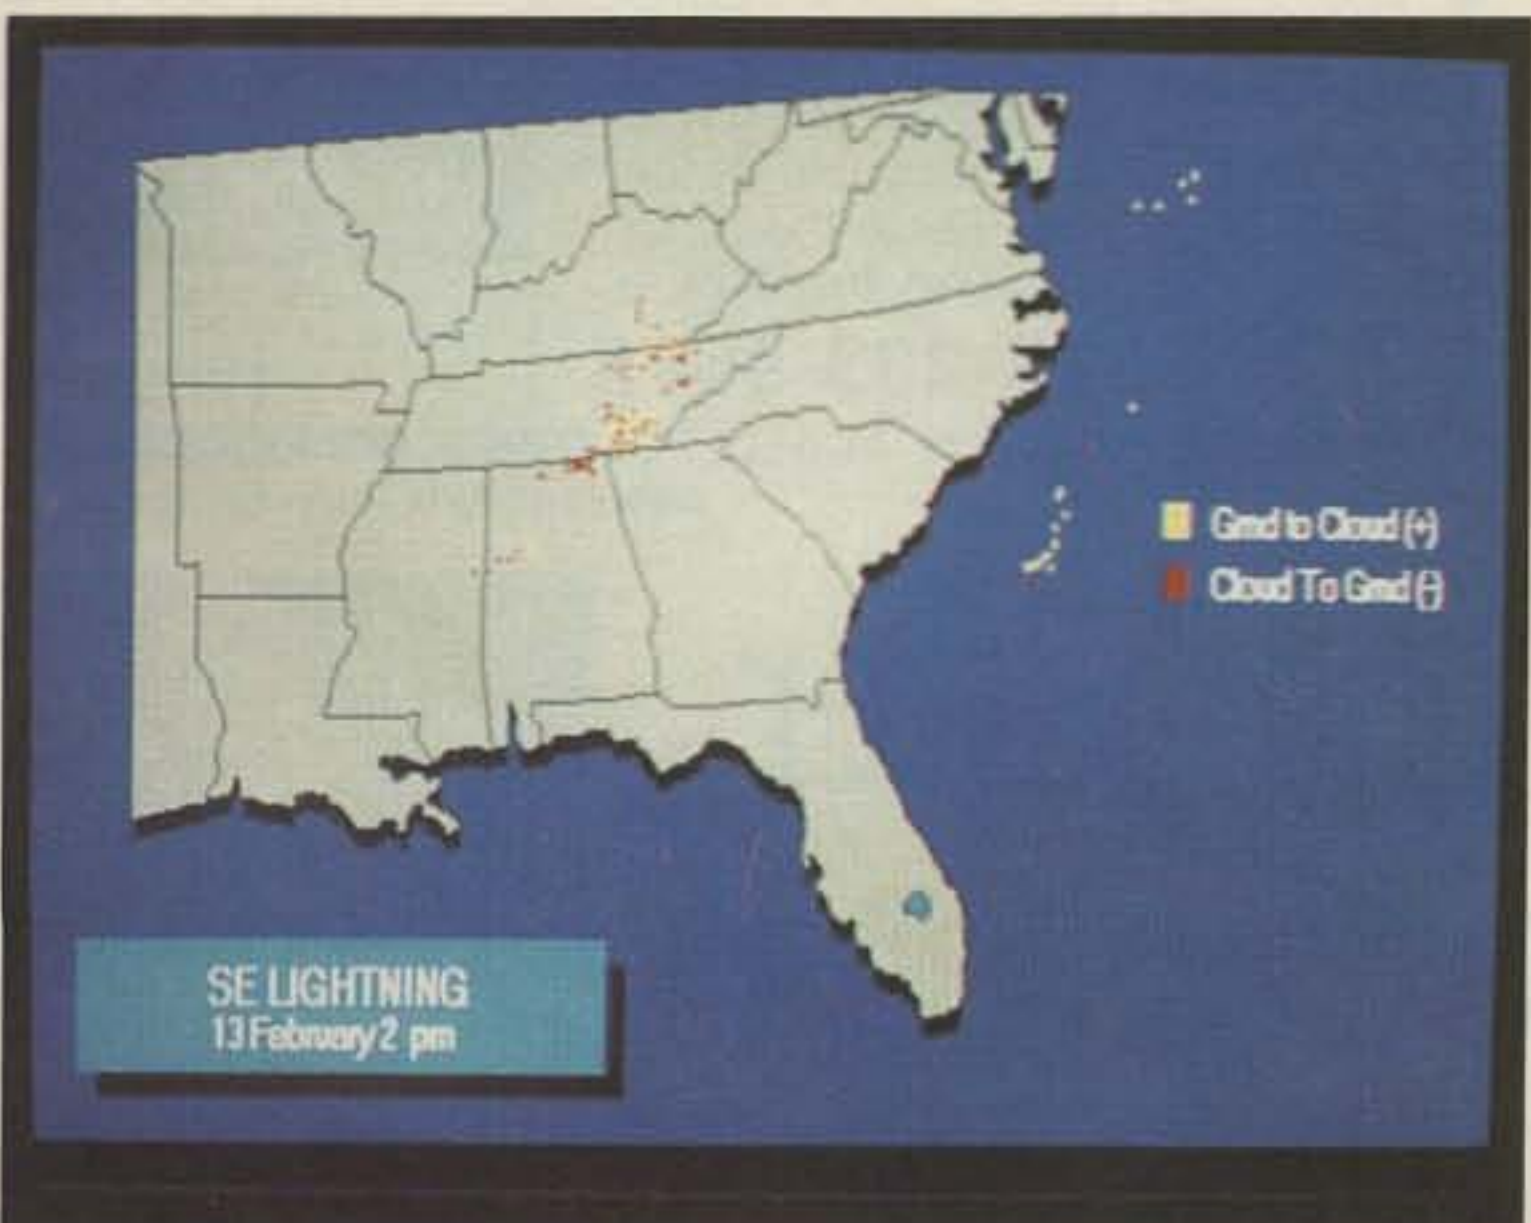 Grnd to Cloud (+)
Cloud To Grnd (-)
SE LIGHTNING
13 February 2 pm